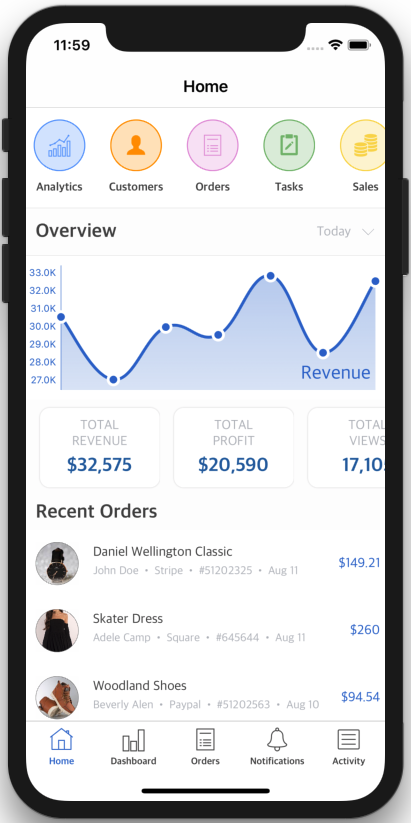 11:59
Home
Analytics Customers Orders Tasks Sales
Overview Today
33.0K
32.0K
31.0K
30.0K
29.0K
28.0K
27.0K
Revenue
TOTAL REVENUE
$32,575
TOTAL PROFIT
$20,590
TOTAL VIEWS
17,10
Recent Orders
Daniel Wellington Classic
John Doe • Stripe • #51202325 • Aug 11
$149.21
Skater Dress
Adele Camp • Square • #645644 • Aug 11
$260
Woodland Shoes
Beverly Alen • Paypal • #51202563 • Aug 10
$94.54
Home Dashboard Orders Notifications Activity